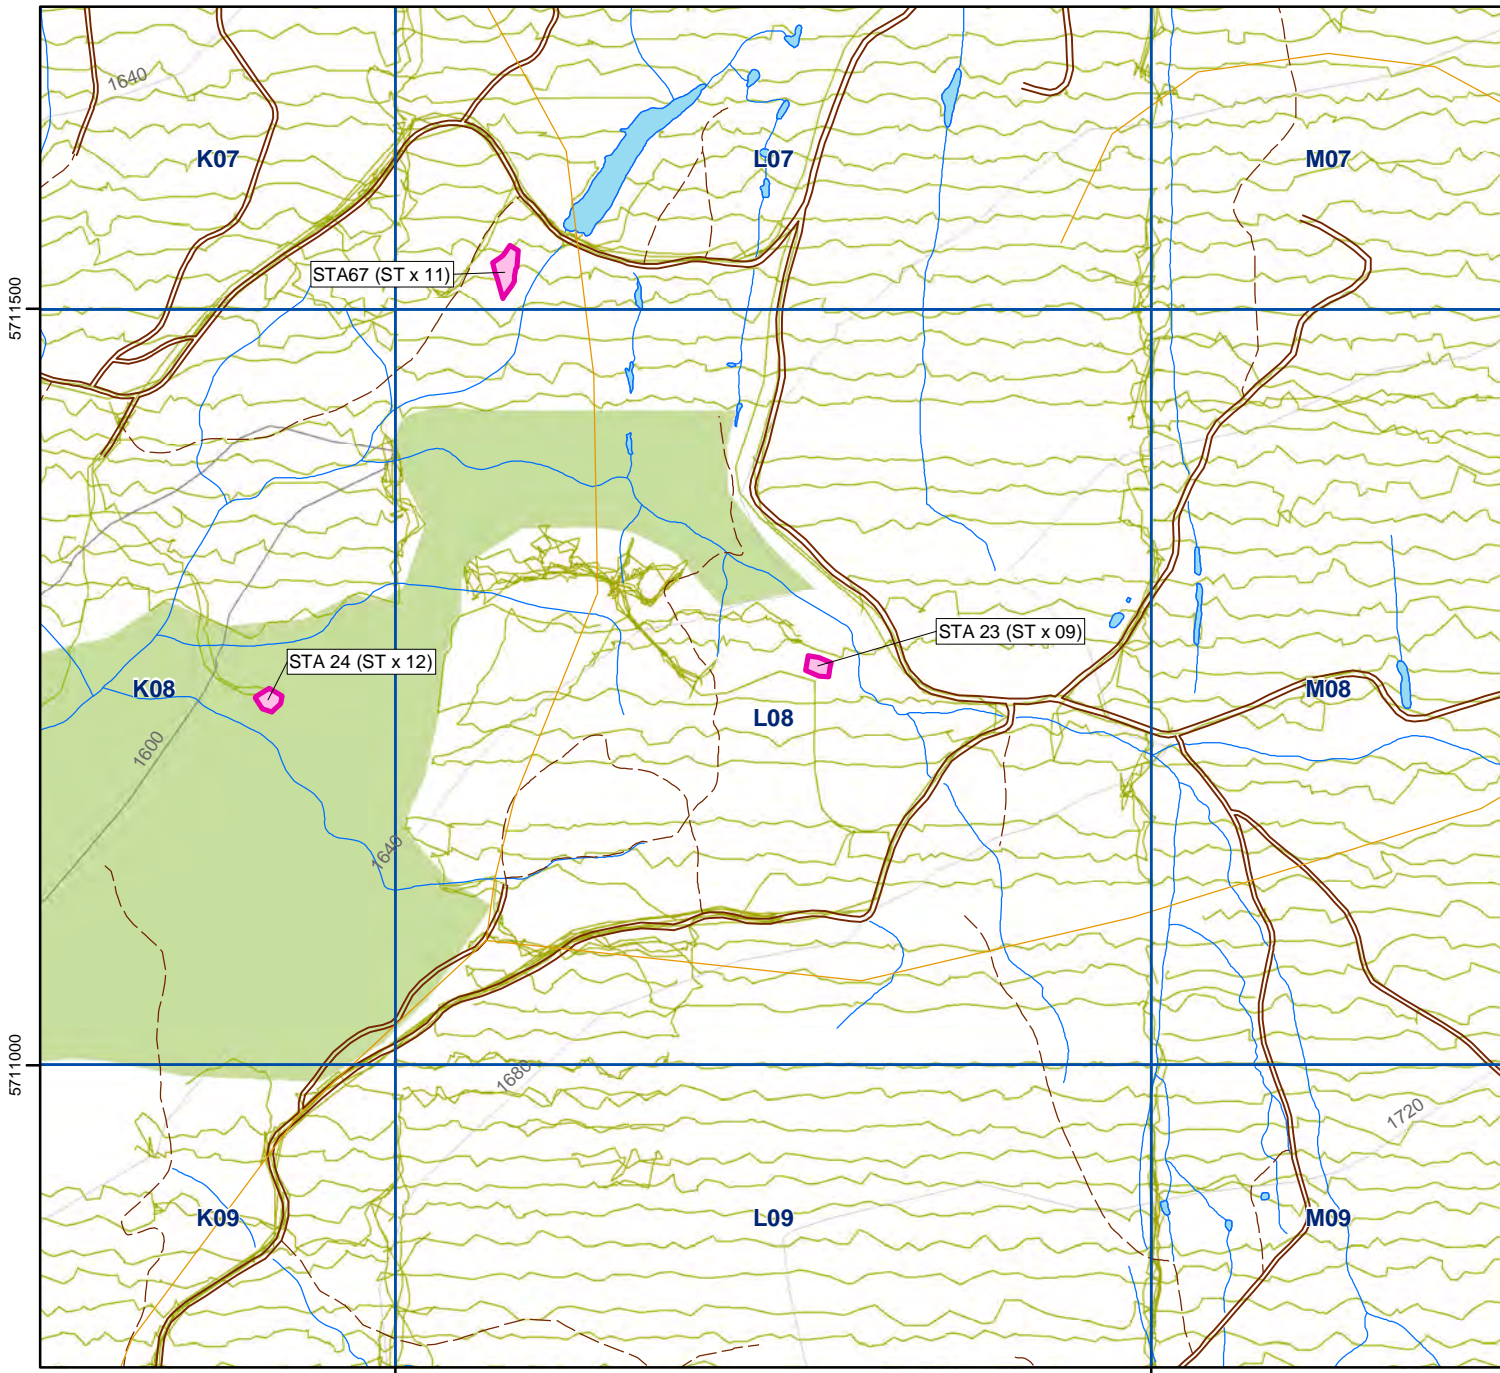 1640
K07
L07
M07
STA67 (ST x 11)
5711500
STA 23 (ST x 09)
STA 24 (ST x 12)
K08
L08
M08
1600
1640
5711000
1680
1720
K09
L09
M09